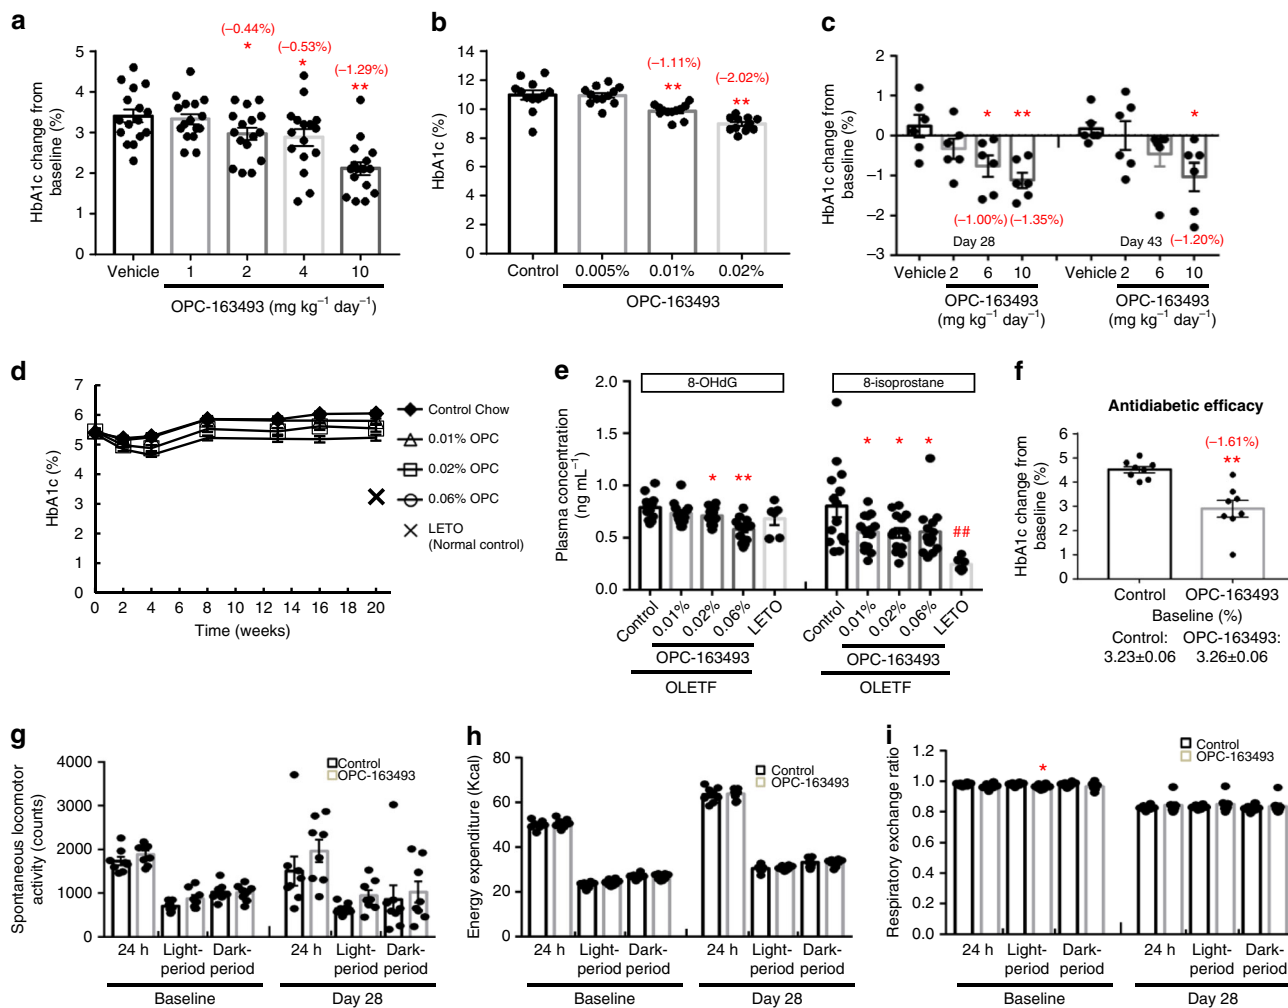 a
(−0.44%)
(−0.53%)
(−1.29%)
*
*
**
5
4
3
2
1
0
HbA1c change from
baseline (%)
Vehicle 1 2 4 10
OPC-163493 (mg kg⁻¹ day⁻¹)
b
(−1.11%)
(−2.02%)
**
**
14
12
10
8
6
4
2
0
HbA1c (%)
Control 0.005% 0.01% 0.02%
OPC-163493
c
2
1
0
−1
−2
−3
HbA1c change from
baseline (%)
* ** *
(−1.00%) (−1.35%)
(−1.20%)
Day 28 Day 43
Vehicle 2 6 10 Vehicle 2 6 10
OPC-163493 OPC-163493
(mg kg⁻¹ day⁻¹) (mg kg⁻¹ day⁻¹)
d
7
6
5
4
3
2
1
0
HbA1c (%)
0 2 4 6 8 10 12 14 16 18 20
Time (weeks)
Control Chow
0.01% OPC
0.02% OPC
0.06% OPC
LETO
(Normal control)
e
8-OHdG 8-isoprostane
2.0
1.5
1.0
0.5
0.0
Plasma concentration
(ng mL⁻¹)
* ** * * * ##
Control 0.01% 0.02% 0.06% LETO Control 0.01% 0.02% 0.06% LETO
OPC-163493 OPC-163493
OLETF OLETF
f
Antidiabetic efficacy
(−1.61%)
**
6
5
4
3
2
1
0
HbA1c change from
baseline (%)
Control OPC-163493
Baseline (%)
Control: OPC-163493:
3.23±0.06 3.26±0.06
g
4000
3000
2000
1000
0
Spontaneous locomotor
activity (counts)
Control
OPC-163493
24 h Light- Dark- 24 h Light- Dark-
period period period period
Baseline Day 28
h
80
60
40
20
0
Energy expenditure (Kcal)
Control
OPC-163493
24 h Light- Dark- 24 h Light- Dark-
period period period period
Baseline Day 28
i
1.2
1.0
0.8
0.6
0.4
0.2
0.0
Respiratory exchange ratio
*
Control
OPC-163493
24 h Light- Dark- 24 h Light- Dark-
period period period period
Baseline Day 28